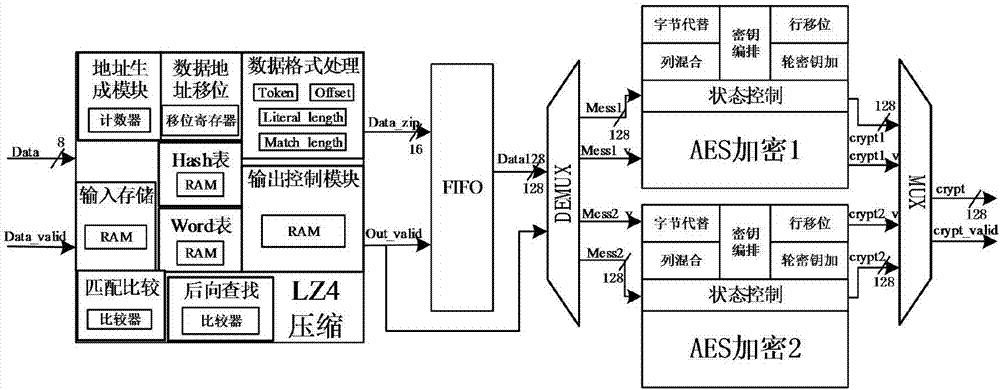 Data
8
Data_valid
地址生
成模块
计数器
数据地
址移位
移位寄存器
数据格式处理
Token
Offset
Literal length
Match length
Hash表
RAM
输入存储
RAM
Word表
RAM
输出控制模块
RAM
匹配比较
比较器
后向查找
比较器
LZ4
压缩
Data_zip
16
Out_valid
FIFO
Data128
128
DEMUX
Mess1
128
Mess1_v
Mess2_v
Mess2
128
字节代替
密钥
编排
行移位
列混合
轮密钥加
状态控制
AES加密1
字节代替
密钥
编排
行移位
列混合
轮密钥加
状态控制
AES加密2
128
crypt1
crypt1_v
crypt2_v
crypt2
128
MUX
crypt
128
crypt_valid